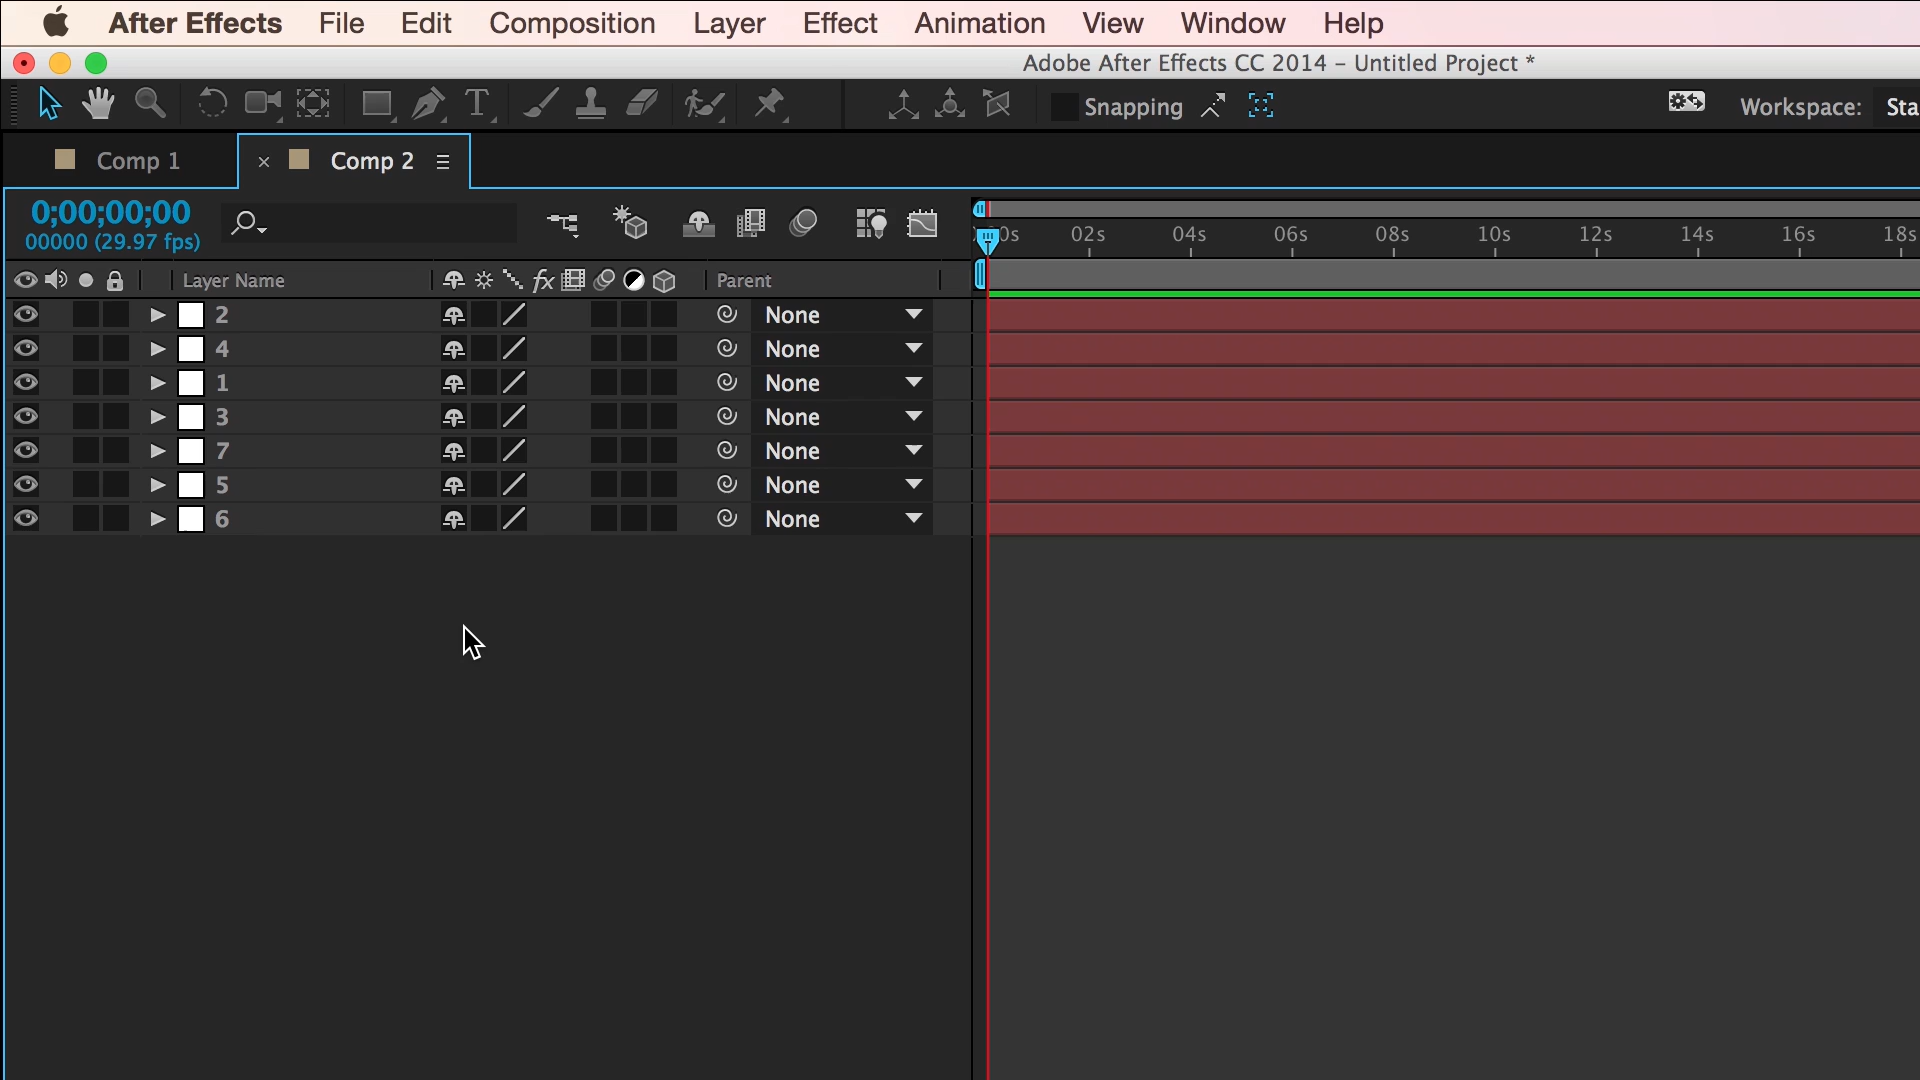 After Effects File Edit Composition Layer Effect Animation View Window Help
Adobe After Effects CC 2014 – Untitled Project *
Snapping Workspace: Sta
Comp 1 Comp 2
0;00;00;00
00000 (29.97 fps)
0s 02s 04s 06s 08s 10s 12s 14s 16s 18s
Layer Name fx Parent
2 None
4 None
1 None
3 None
7 None
5 None
6 None